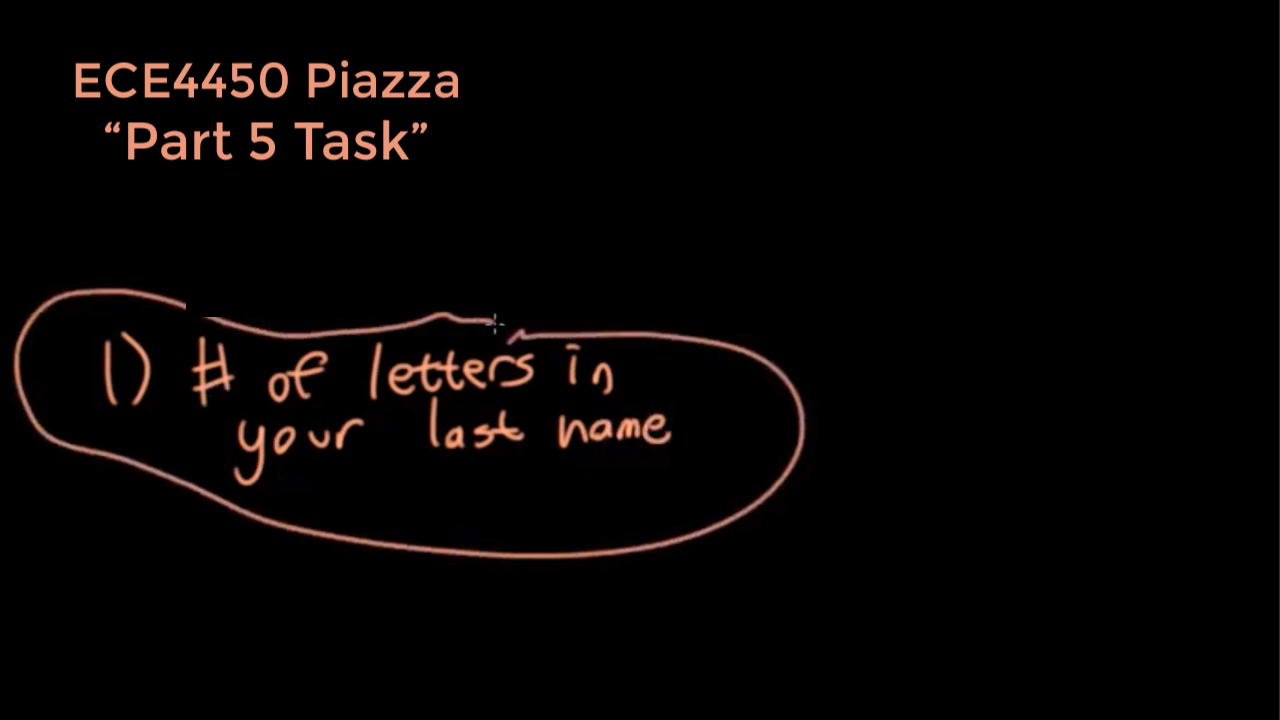 ECE4450 Piazza
“Part 5 Task”
1) # of letters in
your last name